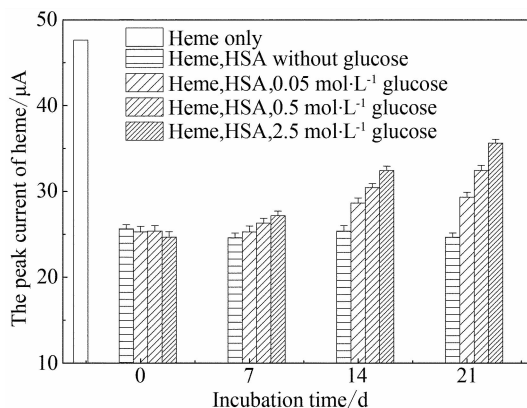 50
40
30
20
10
The peak current of heme/μA
Heme only
Heme,HSA without glucose
Heme,HSA,0.05 mol·L⁻¹ glucose
Heme,HSA,0.5 mol·L⁻¹ glucose
Heme,HSA,2.5 mol·L⁻¹ glucose
0 7 14 21
Incubation time/d